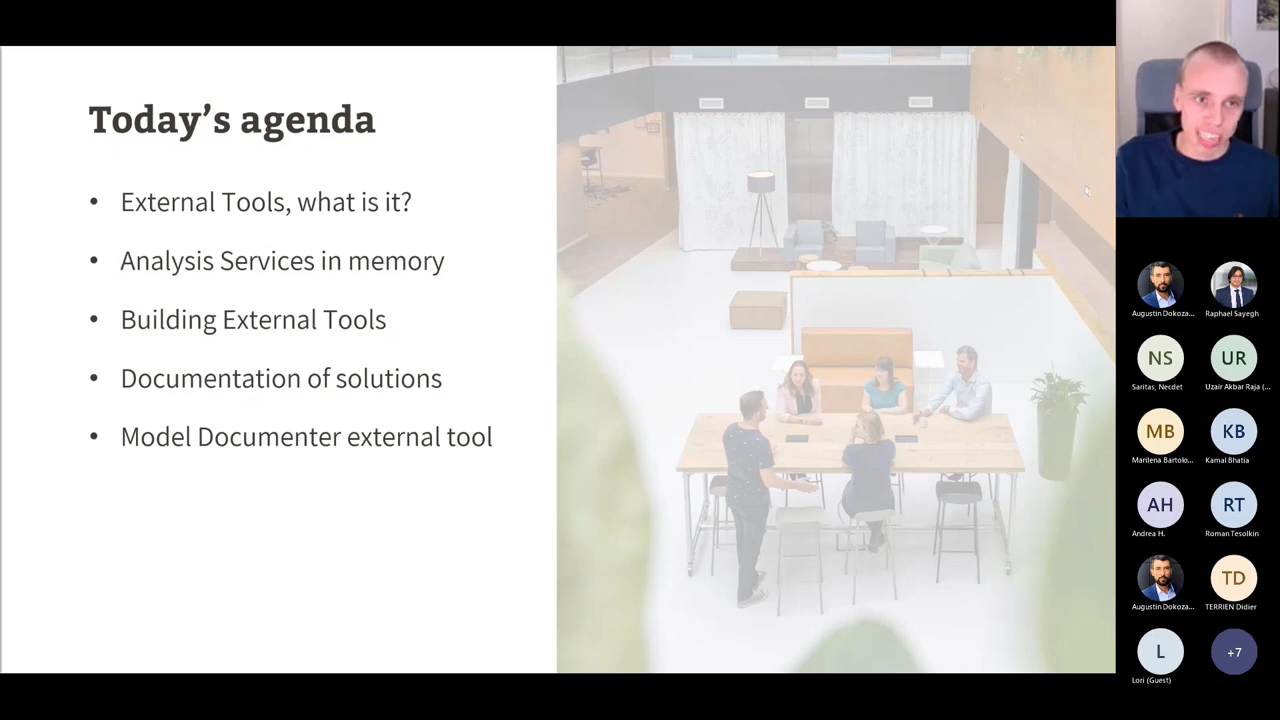 Today’s agenda
• External Tools, what is it?
• Analysis Services in memory
• Building External Tools
• Documentation of solutions
• Model Documenter external tool
Augustin Dokoza...
Raphael Sayegh
NS
UR
Saritas, Necdet
Uzair Akbar Raja (...
MB
KB
Marilena Bartolo...
Kamal Bhatia
AH
RT
Andrea H.
Roman Tesolkin
TD
Augustin Dokoza...
TERRIEN Didier
L
+7
Lori (Guest)